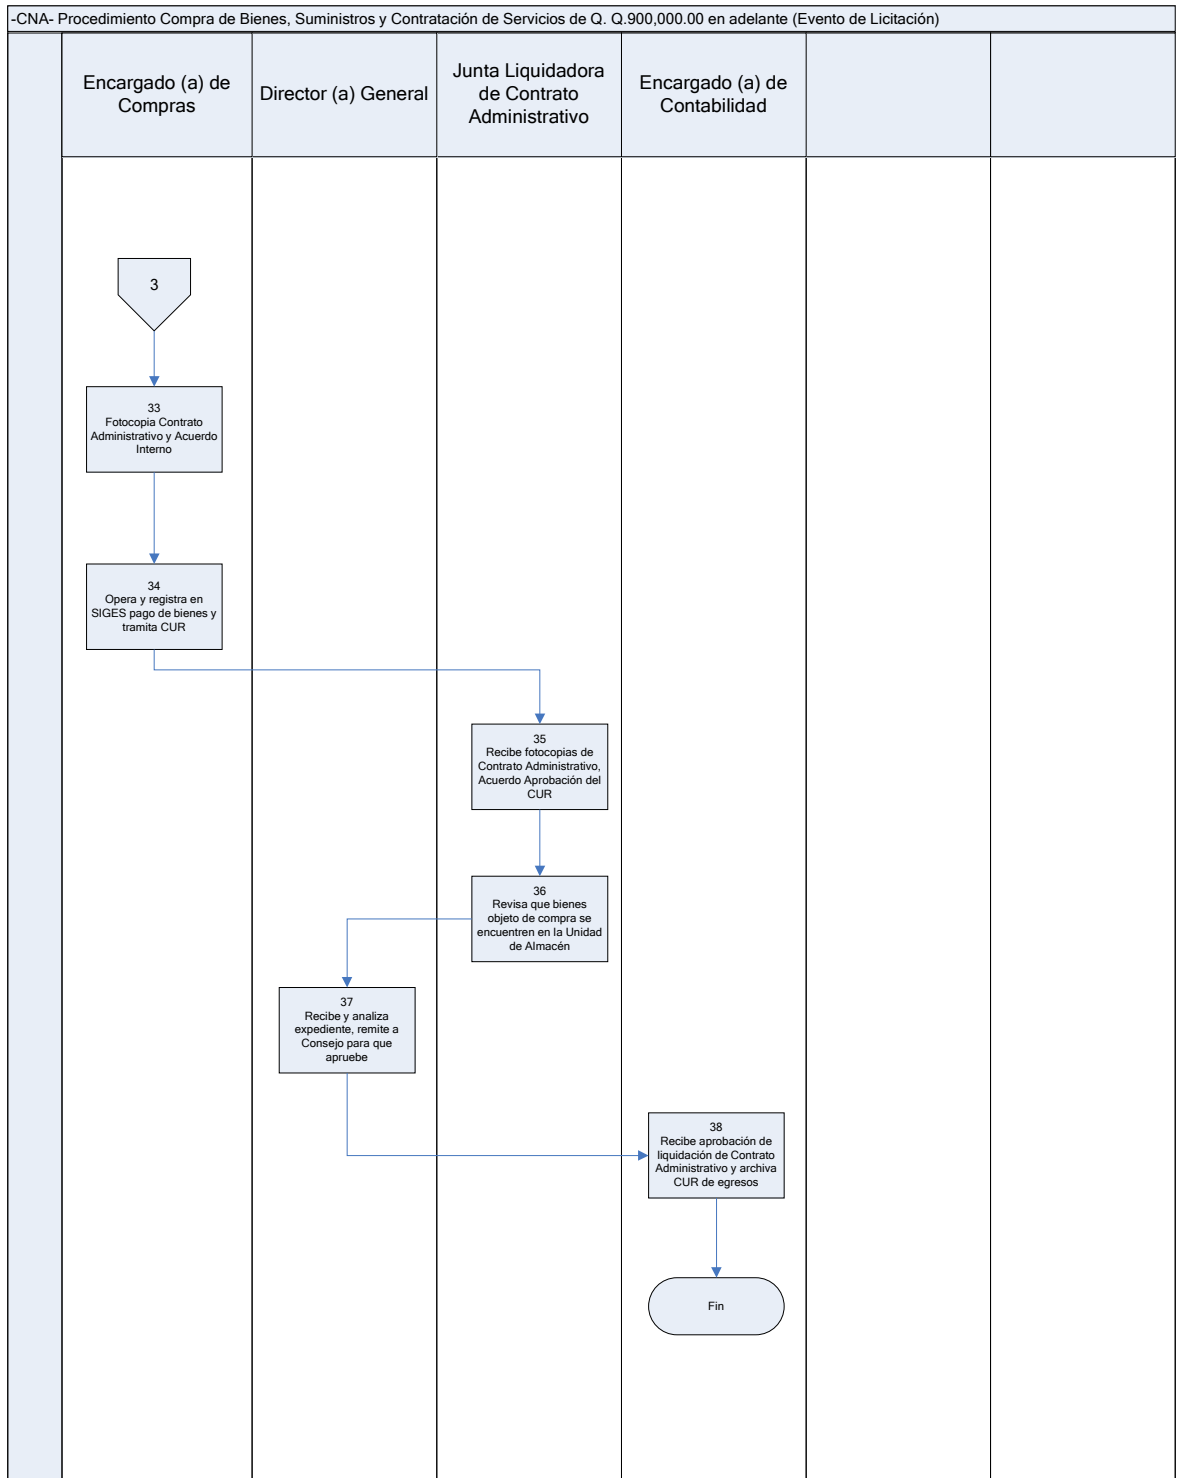 -CNA- Procedimiento Compra de Bienes, Suministros y Contratación de Servicios de Q. Q.900,000.00 en adelante (Evento de Licitación)
Encargado (a) de
Compras
Director (a) General
Junta Liquidadora
de Contrato
Administrativo
Encargado (a) de
Contabilidad
3
33
Fotocopia Contrato
Administrativo y Acuerdo
Interno
34
Opera y registra en
SIGES pago de bienes y
tramita CUR
35
Recibe fotocopias de
Contrato Administrativo,
Acuerdo Aprobación del
CUR
36
Revisa que bienes
objeto de compra se
encuentren en la Unidad
de Almacén
37
Recibe y analiza
expediente, remite a
Consejo para que
apruebe
38
Recibe aprobación de
liquidación de Contrato
Administrativo y archiva
CUR de egresos
Fin